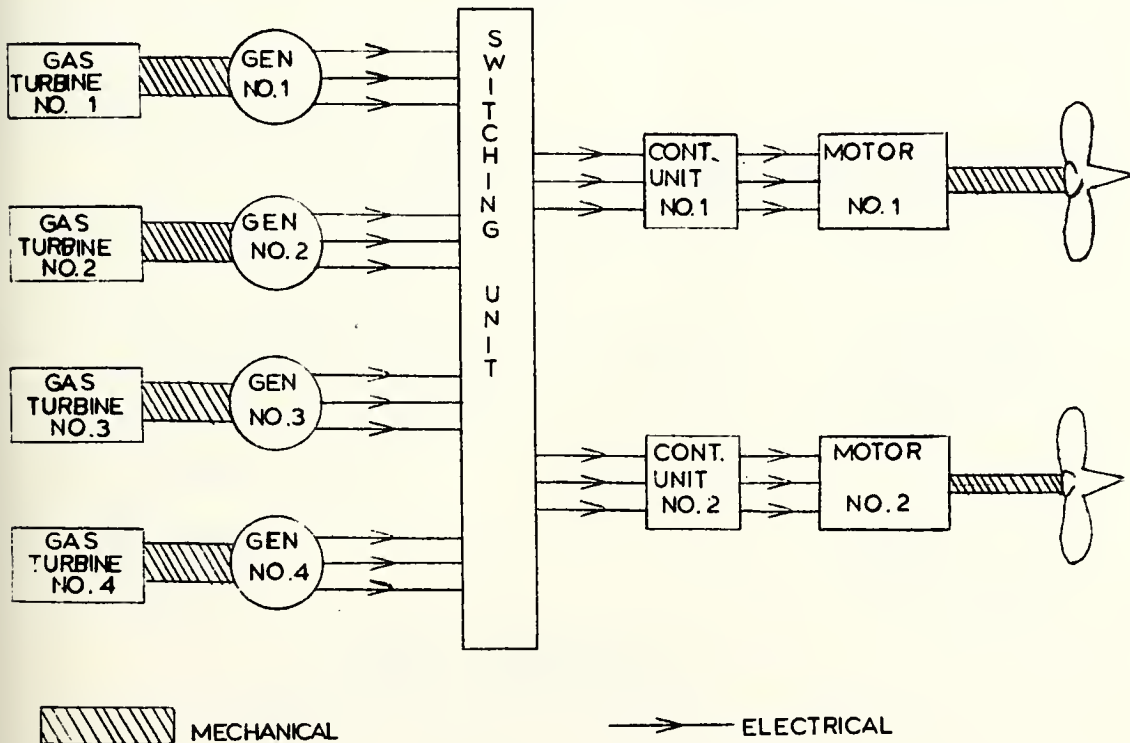 GAS
TURBINE
NO. 1
GEN
NO.1
GAS
TURBINE
NO.2
GEN
NO.2
GAS
TURBINE
NO.3
GEN
NO.3
GAS
TURBINE
NO.4
GEN
NO.4
SWITCHING UNIT
CONT.
UNIT
NO.1
MOTOR
NO.1
CONT.
UNIT
NO.2
MOTOR
NO.2
MECHANICAL
ELECTRICAL